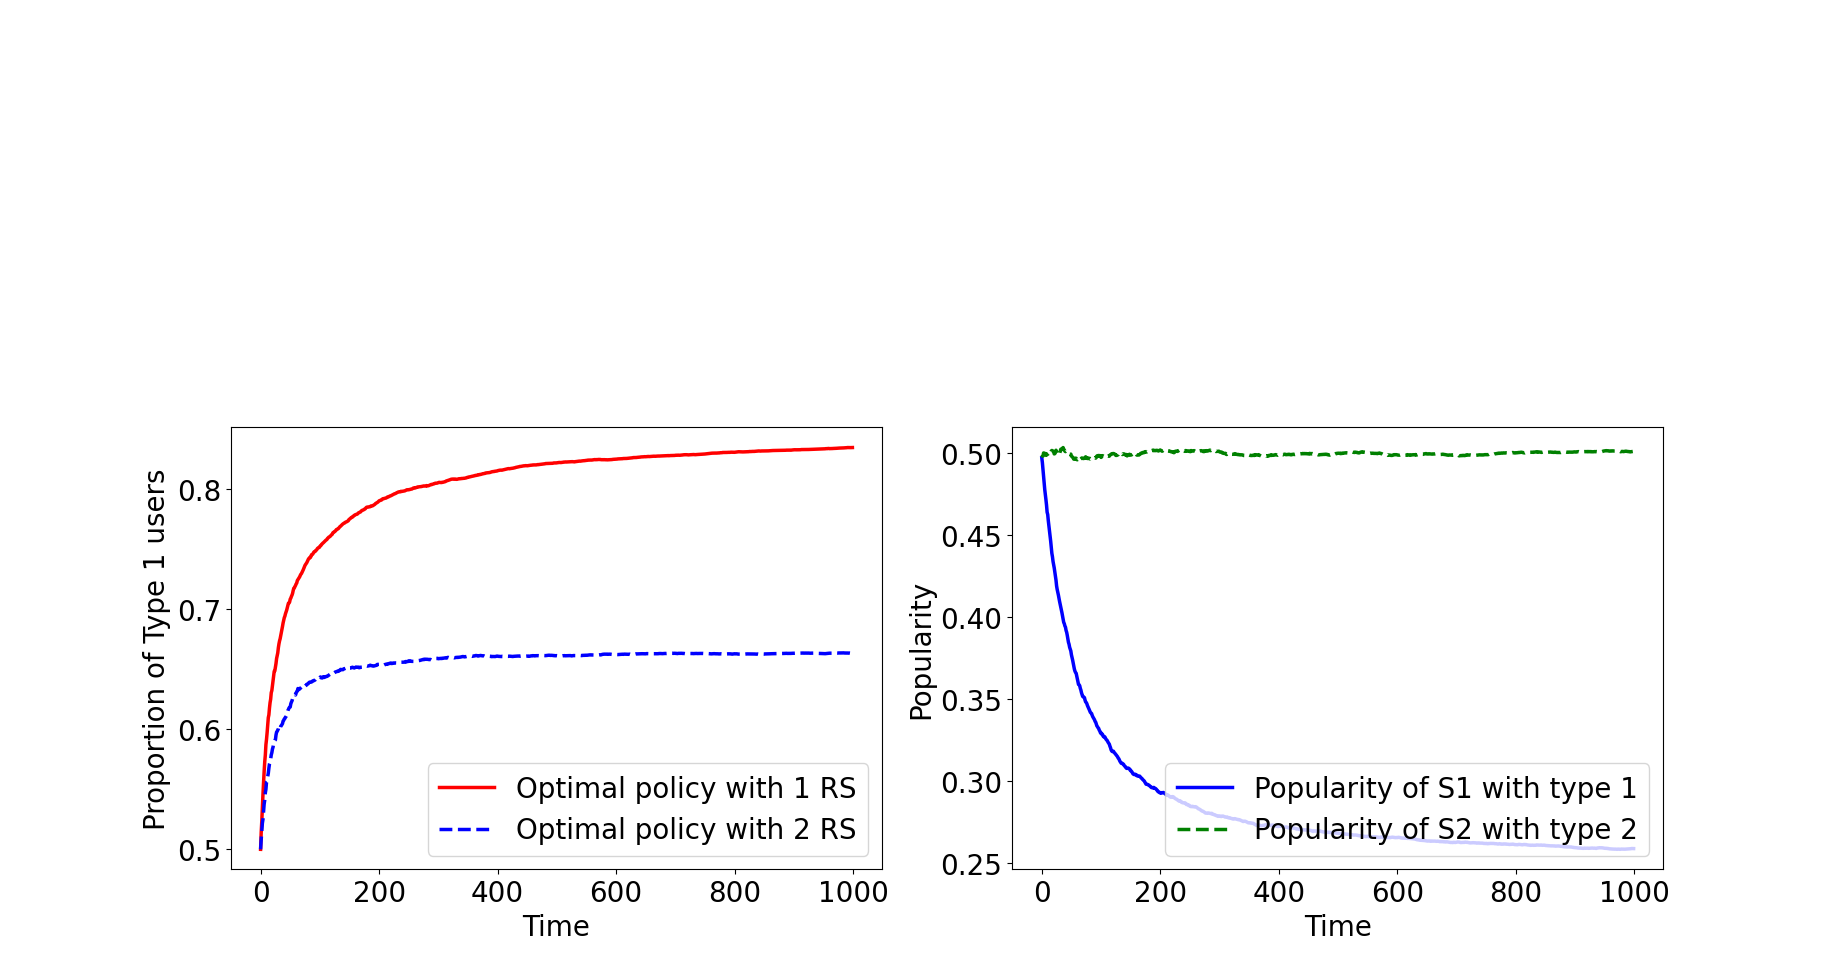 Proportion of Type 1 users
0.8
0.7
0.6
0.5
Optimal policy with 1 RS
Optimal policy with 2 RS
0 200 400 600 800 1000
Time
Popularity
0.50
0.45
0.40
0.35
0.30
0.25
Popularity of S1 with type 1
Popularity of S2 with type 2
0 200 400 600 800 1000
Time